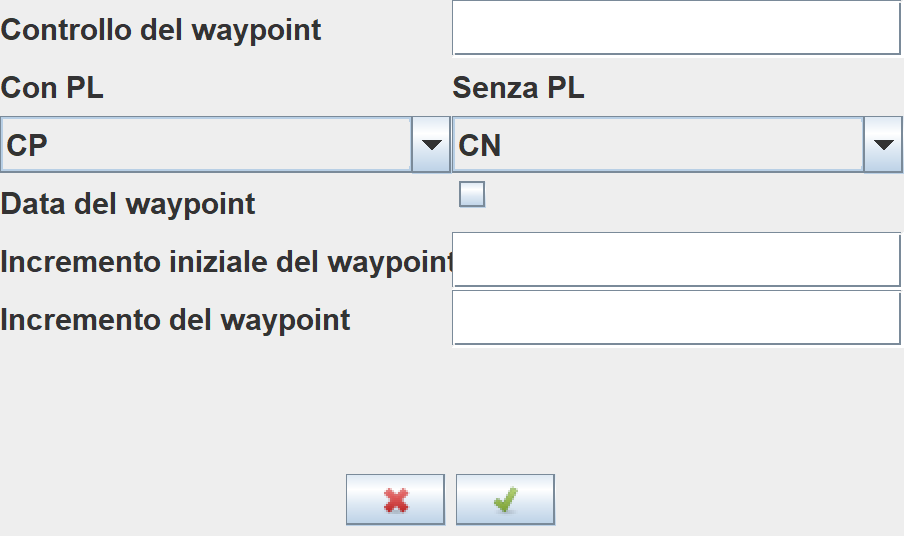 Controllo del waypoint
Con PL Senza PL
CP CN
Data del waypoint
Incremento iniziale del waypoint
Incremento del waypoint